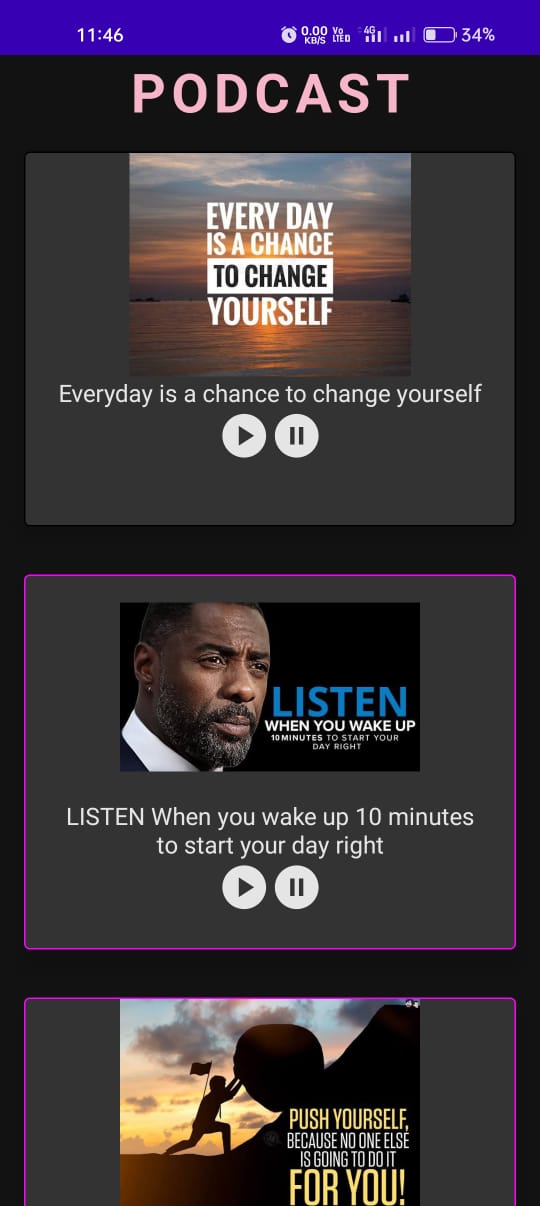 11:46 0.00 KB/S Vo LTED 4G 34%
PODCAST
EVERY DAY
IS A CHANCE
TO CHANGE
YOURSELF
Everyday is a chance to change yourself
LISTEN
WHEN YOU WAKE UP
10 MINUTES TO START YOUR
DAY RIGHT
LISTEN When you wake up 10 minutes
to start your day right
PUSH YOURSELF,
BECAUSE NO ONE ELSE
IS GOING TO DO IT
FOR YOU!